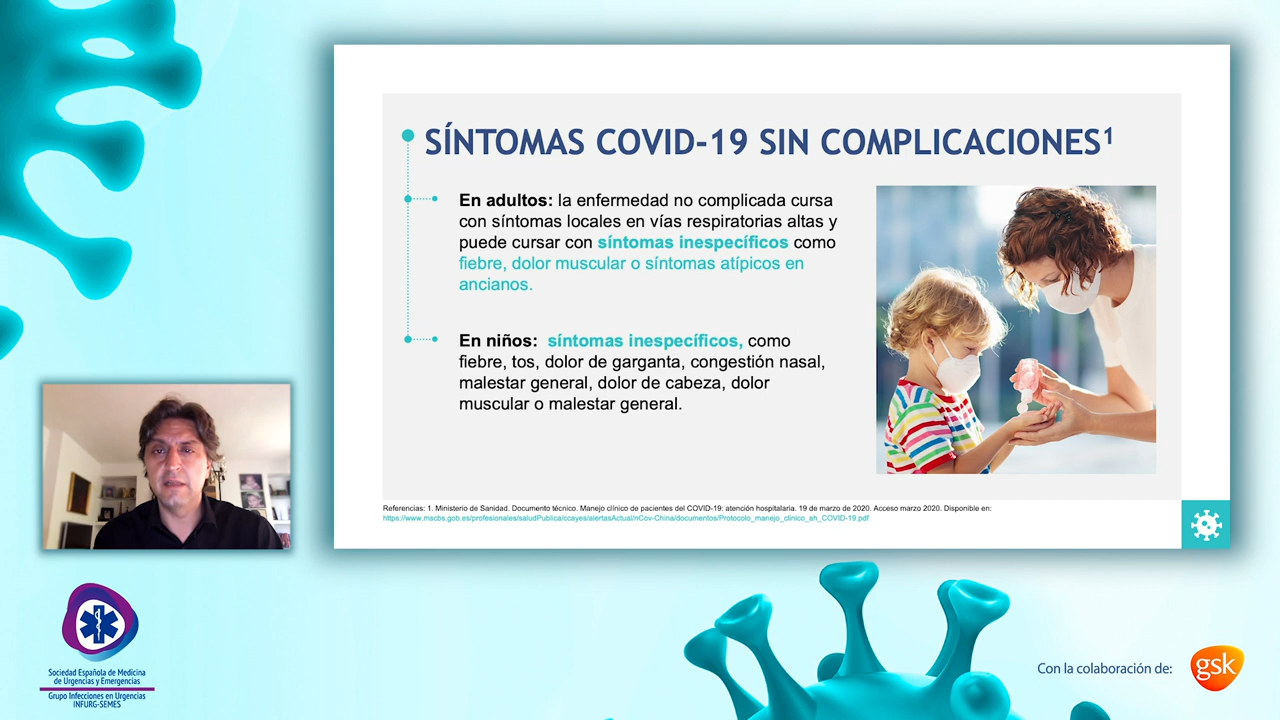 SÍNTOMAS COVID-19 SIN COMPLICACIONES¹
En adultos: la enfermedad no complicada cursa
con síntomas locales en vías respiratorias altas y
puede cursar con síntomas inespecíficos como
fiebre, dolor muscular o síntomas atípicos en
ancianos.
En niños: síntomas inespecíficos, como
fiebre, tos, dolor de garganta, congestión nasal,
malestar general, dolor de cabeza, dolor
muscular o malestar general.
Referencias: 1. Ministerio de Sanidad. Documento técnico. Manejo clínico de pacientes del COVID-19: atención hospitalaria. 19 de marzo de 2020. Acceso marzo 2020. Disponible en:
https://www.mscbs.gob.es/profesionales/saludPublica/ccayes/alertasActual/nCov-China/documentos/Protocolo_manejo_clinico_ah_COVID-19.pdf
Sociedad Española de Medicina
de Urgencias y Emergencias
Grupo Infecciones en Urgencias
INFURG-SEMES
Con la colaboración de:
gsk